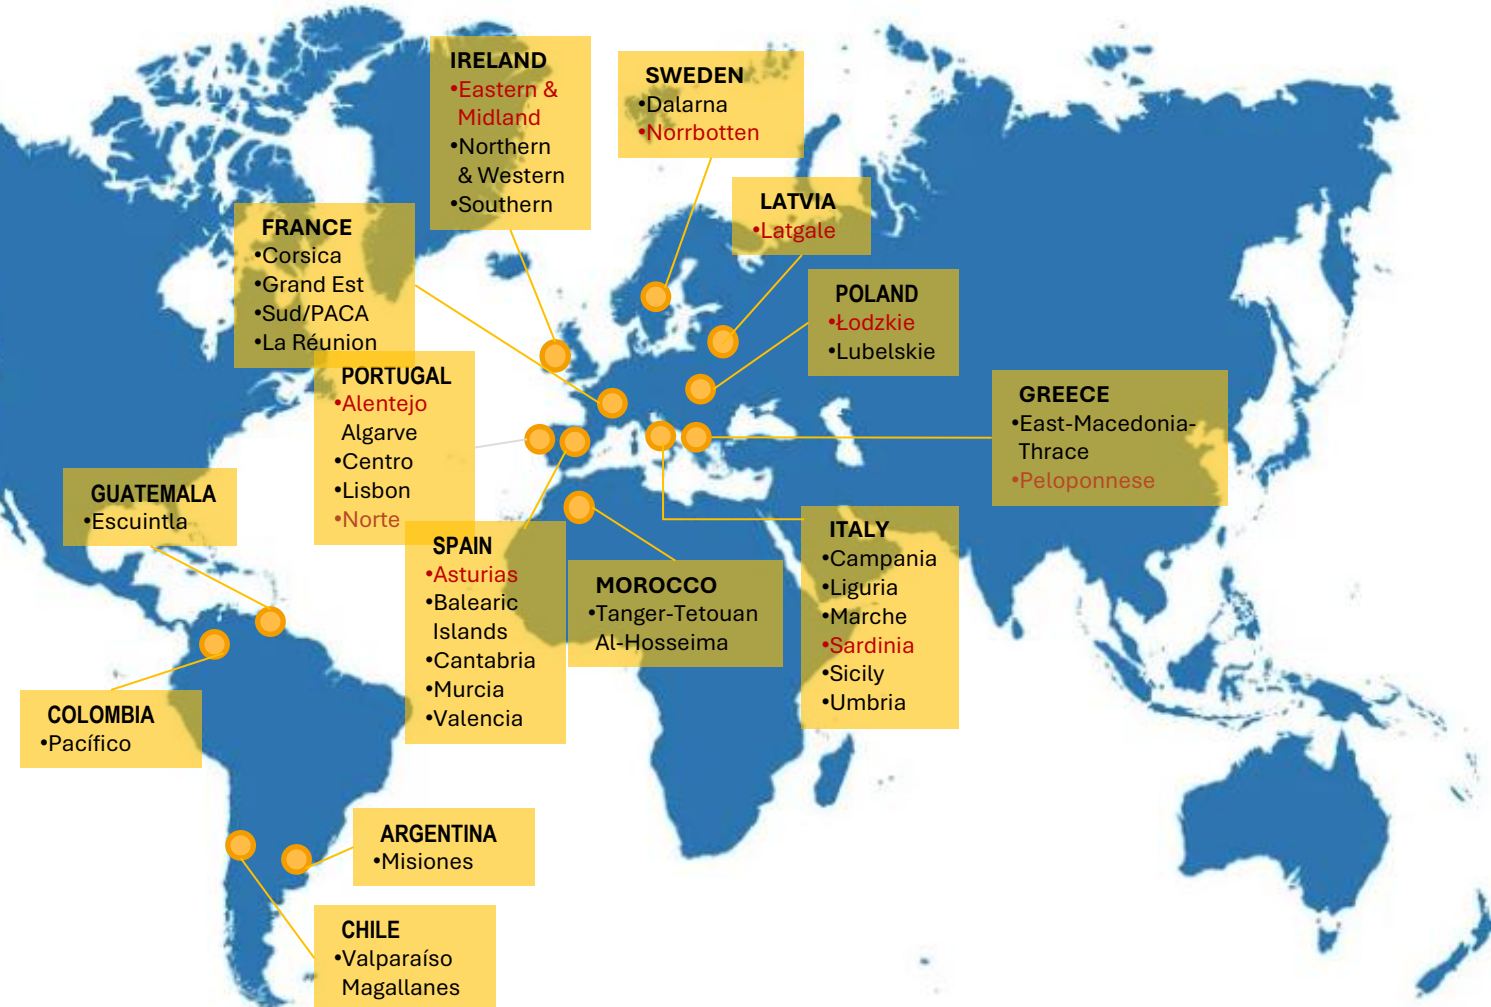 IRELAND
•Eastern &
Midland
•Northern
& Western
•Southern
SWEDEN
•Dalarna
•Norrbotten
LATVIA
•Latgale
FRANCE
•Corsica
•Grand Est
•Sud/PACA
•La Réunion
POLAND
•Łodzkie
•Lubelskie
PORTUGAL
•Alentejo
Algarve
•Centro
•Lisbon
•Norte
GREECE
•East-Macedonia-
Thrace
•Peloponnese
GUATEMALA
•Escuintla
SPAIN
•Asturias
•Balearic
Islands
•Cantabria
•Murcia
•Valencia
MOROCCO
•Tanger-Tetouan
Al-Hosseima
ITALY
•Campania
•Liguria
•Marche
•Sardinia
•Sicily
•Umbria
COLOMBIA
•Pacífico
ARGENTINA
•Misiones
CHILE
•Valparaíso
Magallanes